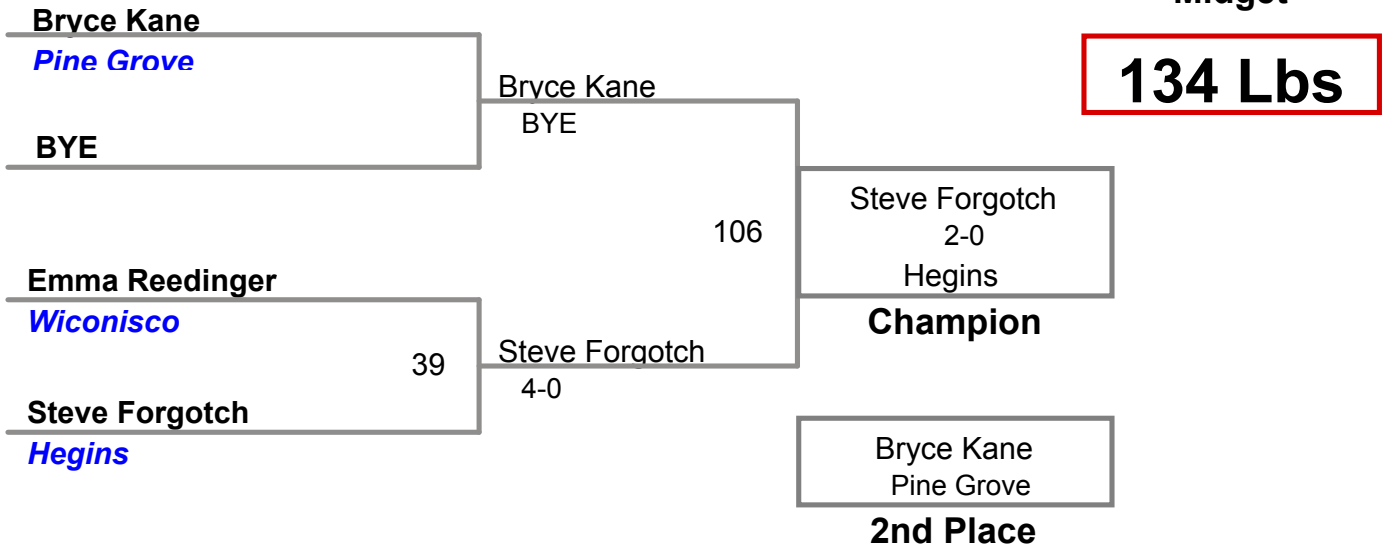 Midget
134 Lbs
Bryce Kane
Pine Grove
BYE
Bryce Kane
BYE
Emma Reedinger
Wiconisco
39
Steve Forgotch
Hegins
Steve Forgotch
4-0
106
Steve Forgotch
2-0
Hegins
Champion
Bryce Kane
Pine Grove
2nd Place